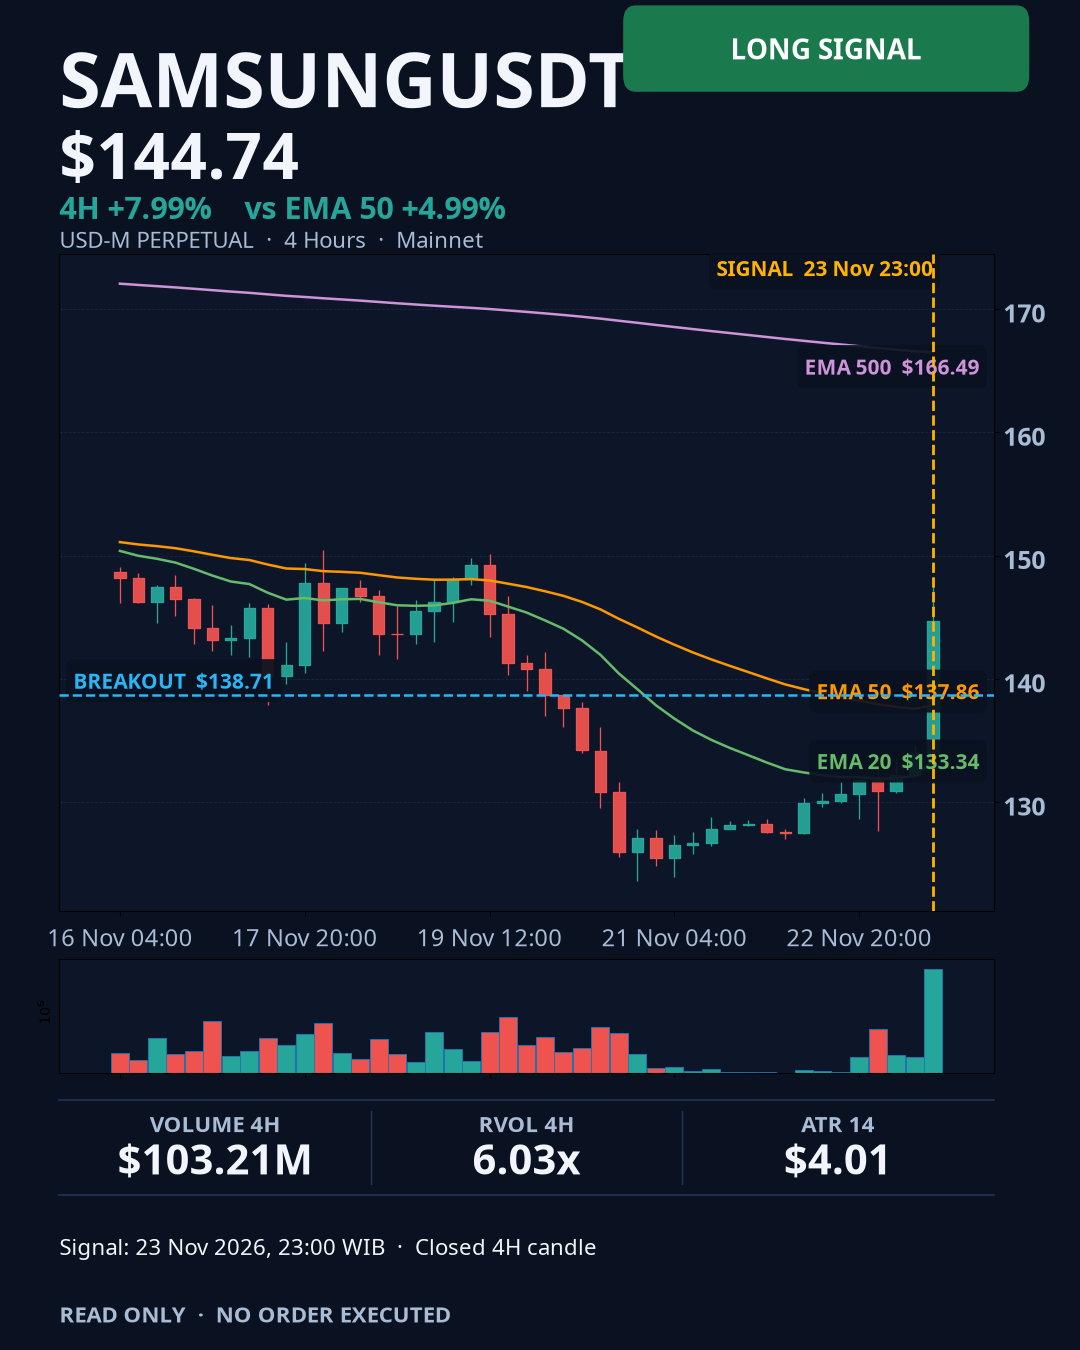 SAMSUNGUSDT
LONG SIGNAL
$144.74
4H +7.99% vs EMA 50 +4.99%
USD-M PERPETUAL · 4 Hours · Mainnet
SIGNAL 23 Nov 23:00
170
EMA 500 $166.49
160
150
BREAKOUT $138.71
140
EMA 50 $137.86
EMA 20 $133.34
130
16 Nov 04:00 17 Nov 20:00 19 Nov 12:00 21 Nov 04:00 22 Nov 20:00
10⁶
VOLUME 4H RVOL 4H ATR 14
$103.21M 6.03x $4.01
Signal: 23 Nov 2026, 23:00 WIB · Closed 4H candle
READ ONLY · NO ORDER EXECUTED